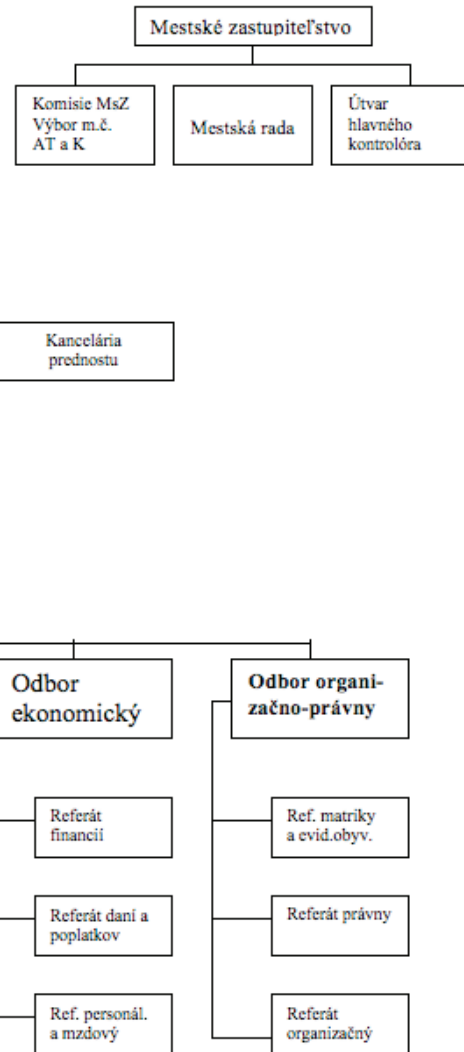 Mestské zastupiteľstvo
Komisie MsZ
Výbor m.č.
AT a K
Mestská rada
Útvar
hlavného
kontrolóra
Kancelária
prednostu
Odbor
ekonomický
Odbor organi-
začno-právny
Referát
financií
Ref. matriky
a evid.obyv.
Referát daní a
poplatkov
Referát právny
Ref. personál.
a mzdový
Referát
organizačný